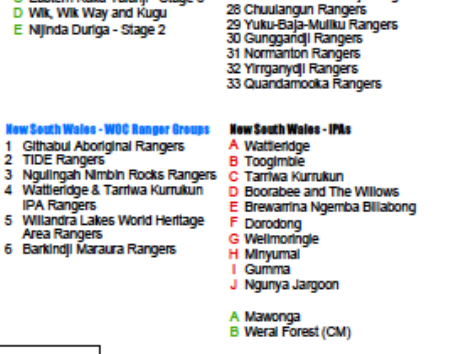 D Wik, Wik Way and Kugu
E Nijinda Durlga - Stage 2
28 Chuulangun Rangers
29 Yuku-Baja-Muliku Rangers
30 Gunggandji Rangers
31 Normanton Rangers
32 Yirrganydji Rangers
33 Quandamooka Rangers
New South Wales - WOC Ranger Groups
1 Githabul Aboriginal Rangers
2 TIDE Rangers
3 Ngulingah Nimbin Rocks Rangers
4 Wattleridge & Tarriwa Kurrukun
IPA Rangers
5 Willandra Lakes World Heritage
Area Rangers
6 Barkindji Maraura Rangers
New South Wales - IPAs
A Wattleridge
B Toogimbie
C Tarriwa Kurrukun
D Boorabee and The Willows
E Brewarrina Ngemba Billabong
F Dorodong
G Weilmoringle
H Minyumai
I Gumma
J Ngunya Jargoon
A Mawonga
B Weraf Forest (CM)